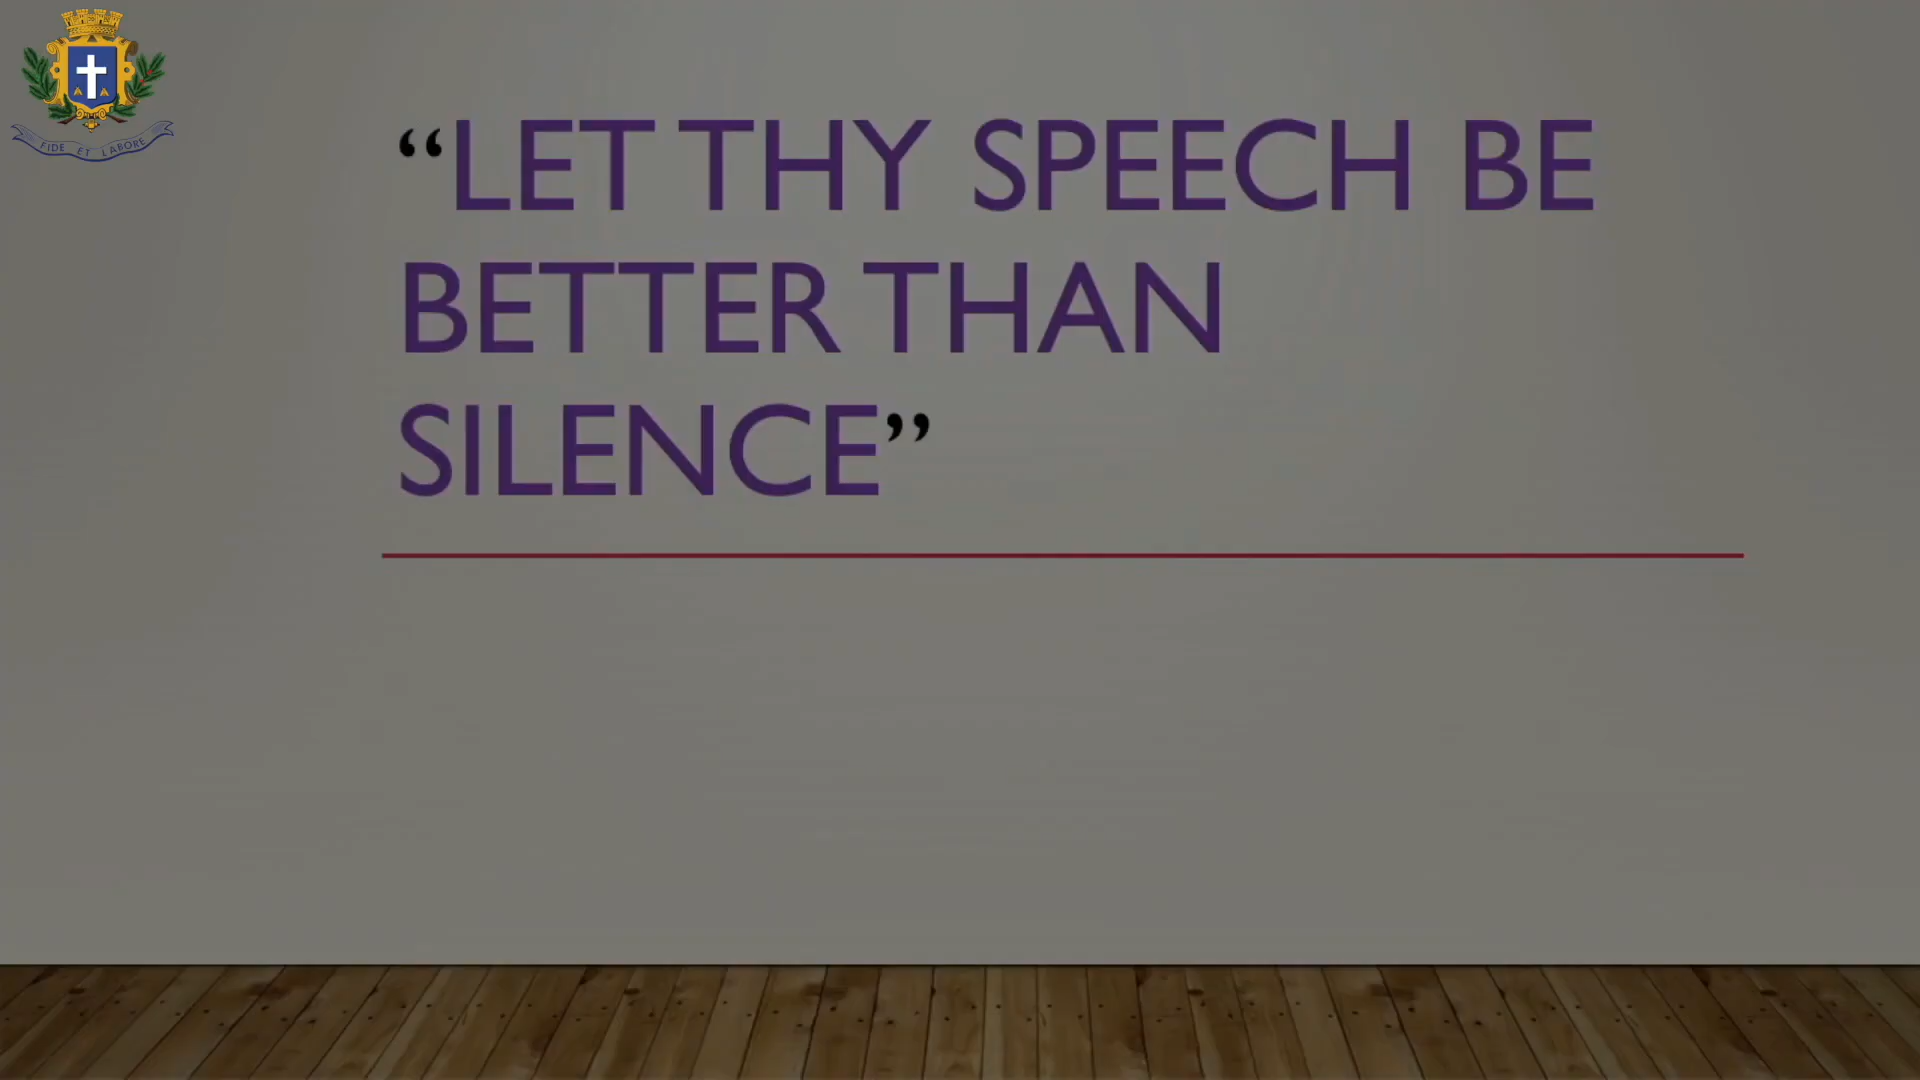 FIDE ET LABORE
“LET THY SPEECH BE
BETTER THAN
SILENCE”